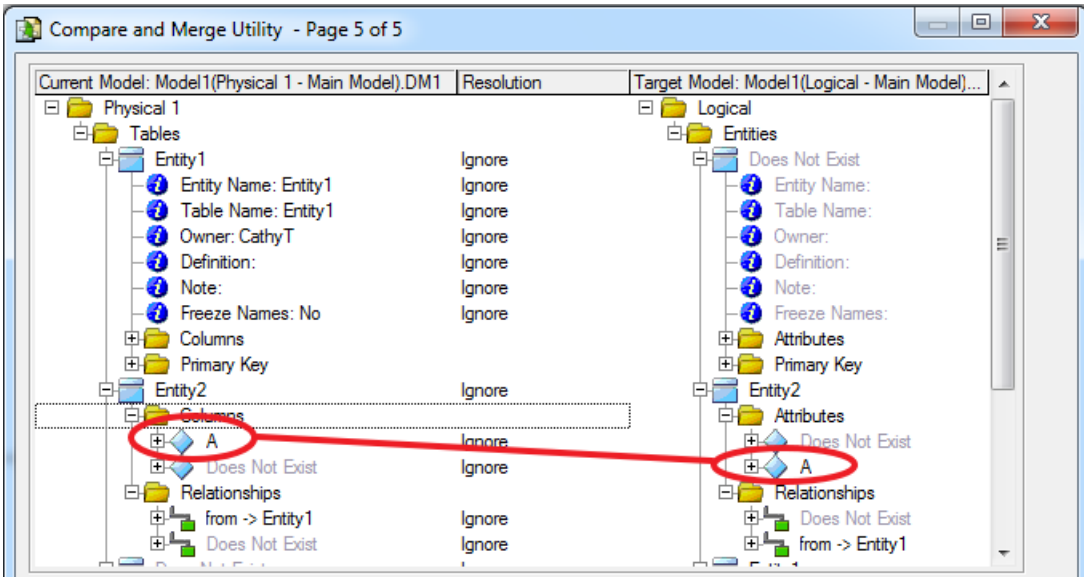 Compare and Merge Utility - Page 5 of 5
Current Model: Model1(Physical 1 - Main Model).DM1 Resolution Target Model: Model1(Logical - Main Model)...
Physical 1 Logical
Tables Entities
Entity1 Ignore Does Not Exist
Entity Name: Entity1 Ignore Entity Name:
Table Name: Entity1 Ignore Table Name:
Owner: CathyT Ignore Owner:
Definition: Ignore Definition:
Note: Ignore Note:
Freeze Names: No Ignore Freeze Names:
Columns Attributes
Primary Key Primary Key
Entity2 Ignore Entity2
Columns Attributes
A Ignore Does Not Exist
Does Not Exist Ignore A
Relationships Relationships
from -> Entity1 Ignore Does Not Exist
Does Not Exist Ignore from -> Entity1